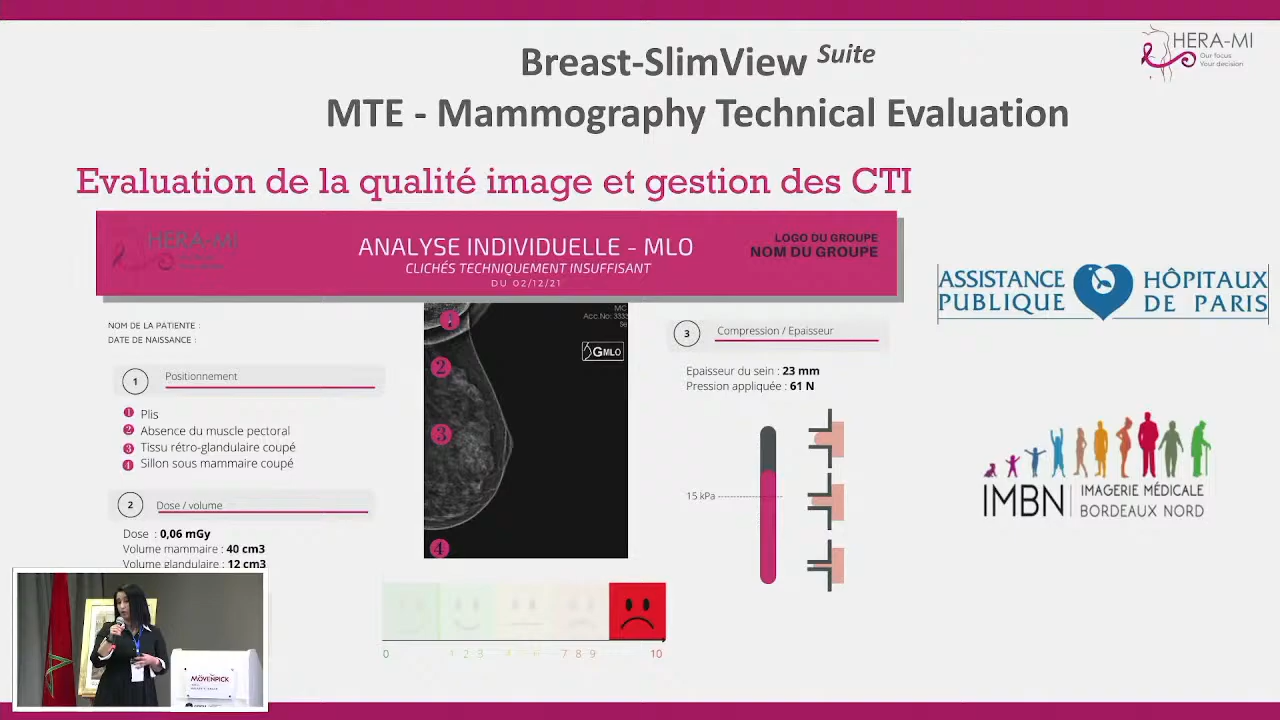 Breast-SlimView Suite
MTE - Mammography Technical Evaluation
HERA-MI
Our focus
Your decision
Evaluation de la qualité image et gestion des CTI
HERA-MI
ANALYSE INDIVIDUELLE - MLO
CLICHÉS TECHNIQUEMENT INSUFFISANT
DU 02/12/21
LOGO DU GROUPE
NOM DU GROUPE
NOM DE LA PATIENTE :
DATE DE NAISSANCE :
1 Positionnement
1 Plis
2 Absence du muscle pectoral
3 Tissu rétro-glandulaire coupé
4 Sillon sous mammaire coupé
2 Dose / volume
Dose : 0,06 mGy
Volume mammaire : 40 cm3
Volume glandulaire : 12 cm3
MC
Acc.No: 3333
Se
GMLO
1
2
3
4
3 Compression / Epaisseur
Epaisseur du sein : 23 mm
Pression appliquée : 61 N
15 kPa
0 1 2 3 7 8 9 10
ASSISTANCE PUBLIQUE
HÔPITAUX DE PARIS
IMBN IMAGERIE MÉDICALE
BORDEAUX NORD
MÖVENPICK